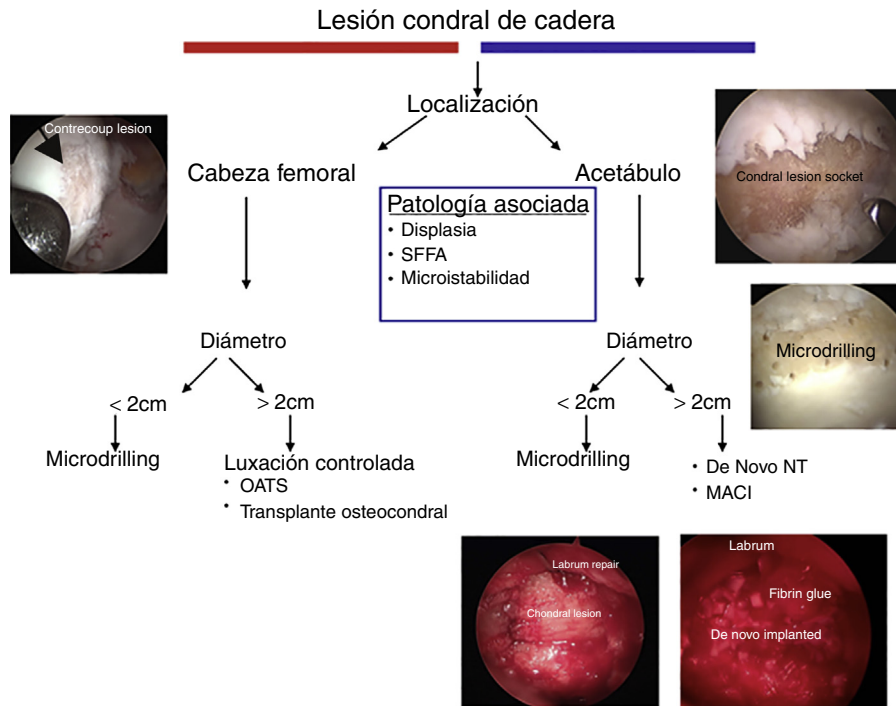 Lesión condral de cadera
Localización
Contrecoup lesion
Cabeza femoral
Acetábulo
Condral lesion socket
Patología asociada
• Displasia
• SFFA
• Microistabilidad
Diámetro
Diámetro
Microdrilling
< 2cm
> 2cm
< 2cm
> 2cm
Microdrilling
Luxación controlada
• OATS
• Transplante osteocondral
Microdrilling
• De Novo NT
• MACI
Labrum repair
Chondral lesion
Labrum
Fibrin glue
De novo implanted